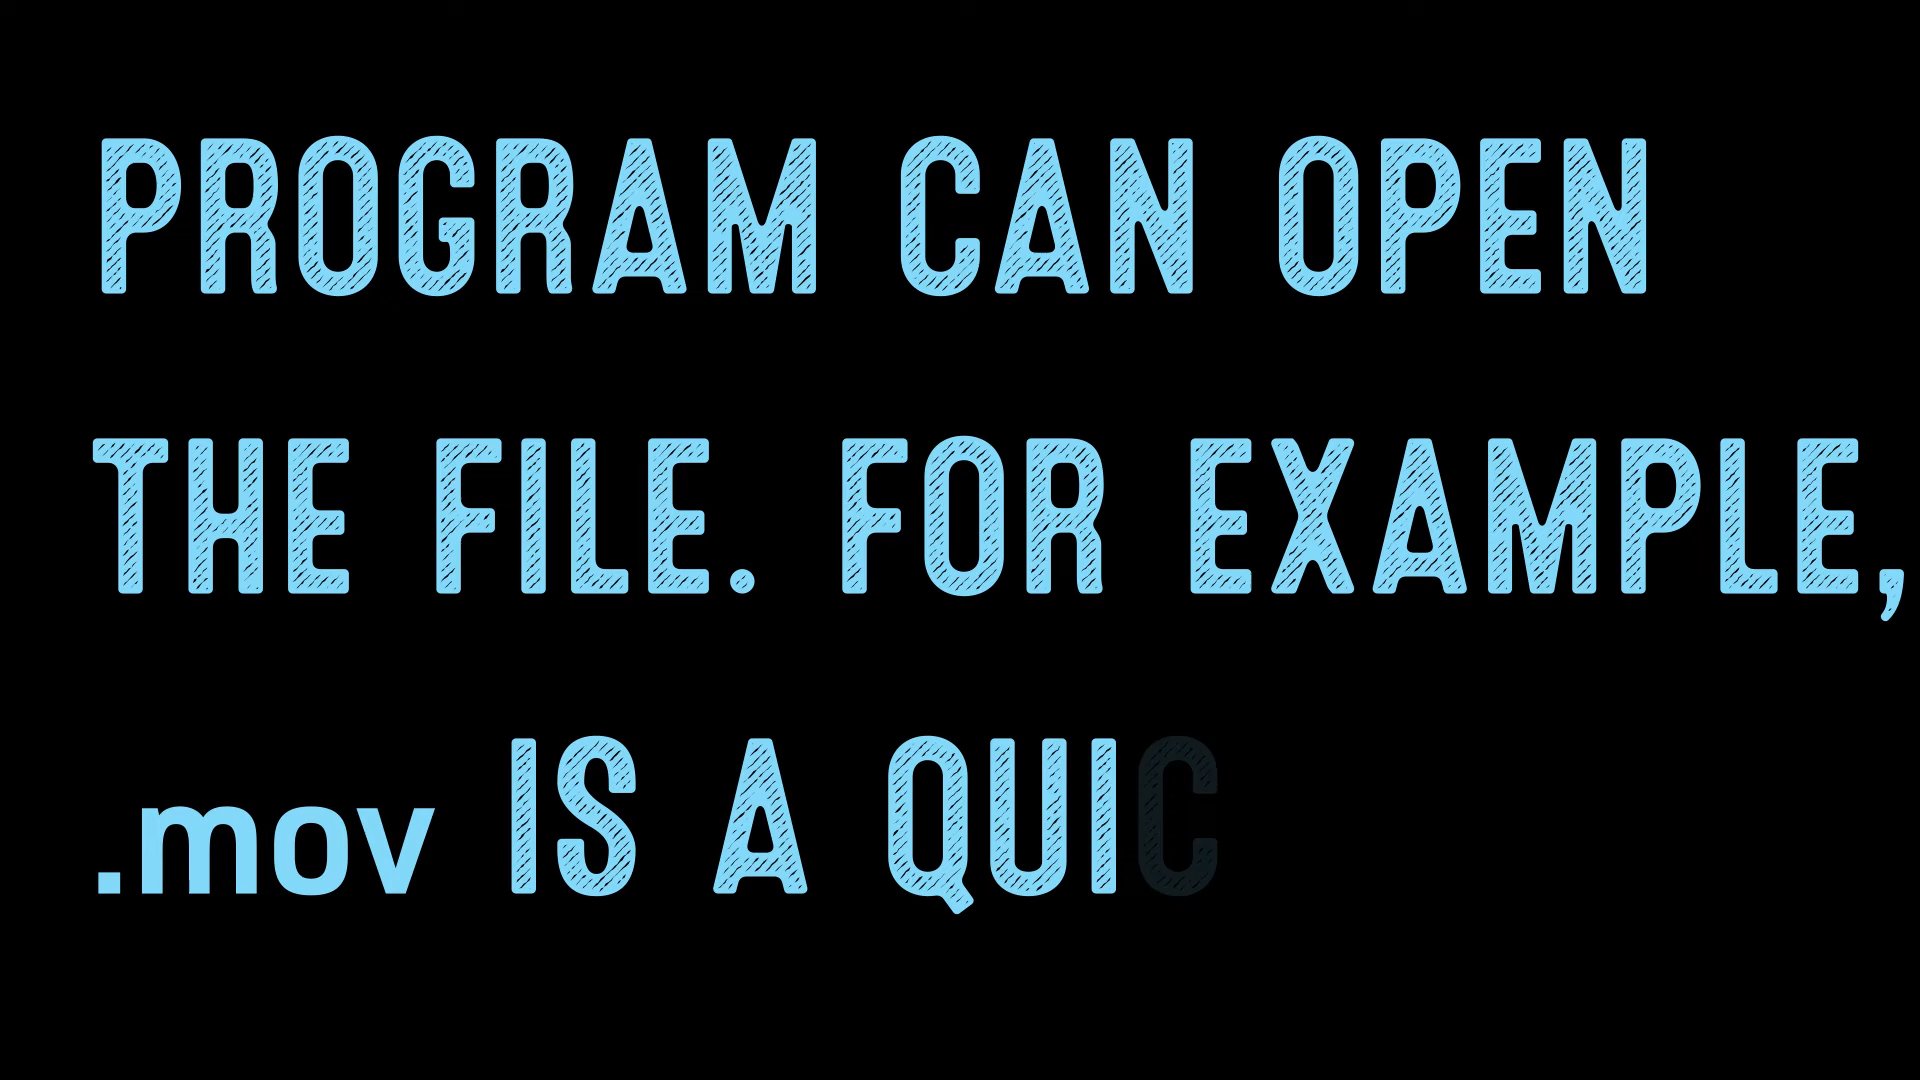 PROGRAM CAN OPEN
THE FILE. FOR EXAMPLE,
.mov IS A QUIC